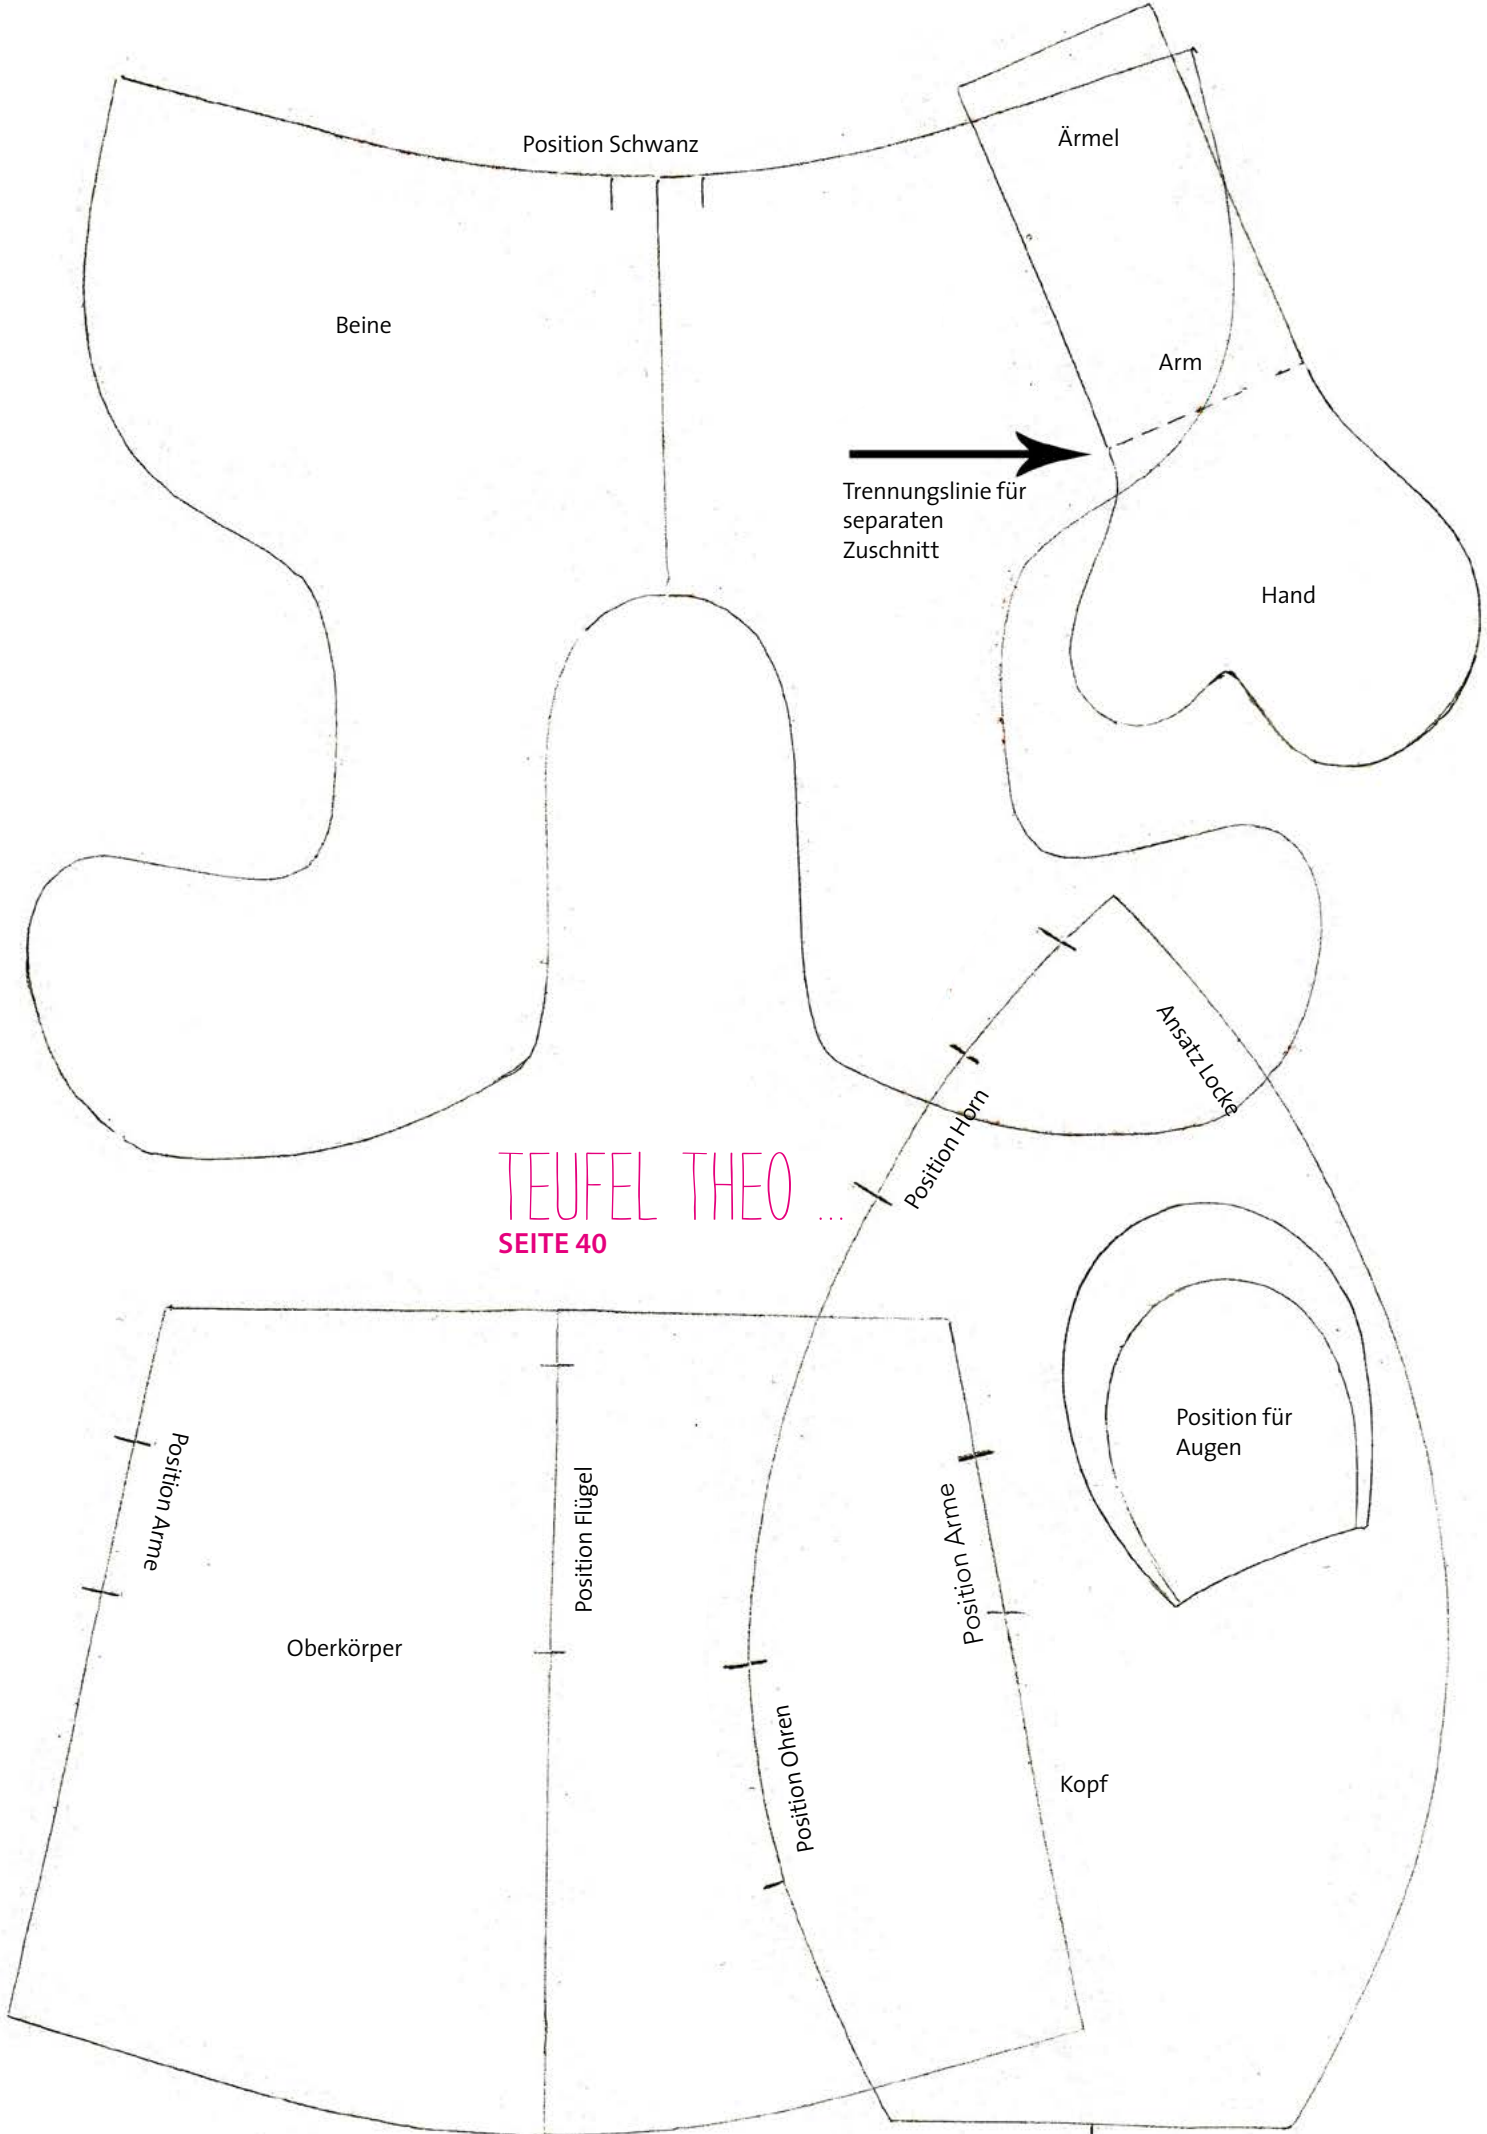 Position Schwanz
Ärmel
Beine
Arm
Trennungslinie für
separaten
Zuschnitt
Hand
Ansatz Locke
Position Horn
TEUFEL THEO ...
SEITE 40
Position für
Augen
Position Arme
Position Flügel
Position Arme
Oberkörper
Position Ohren
Kopf